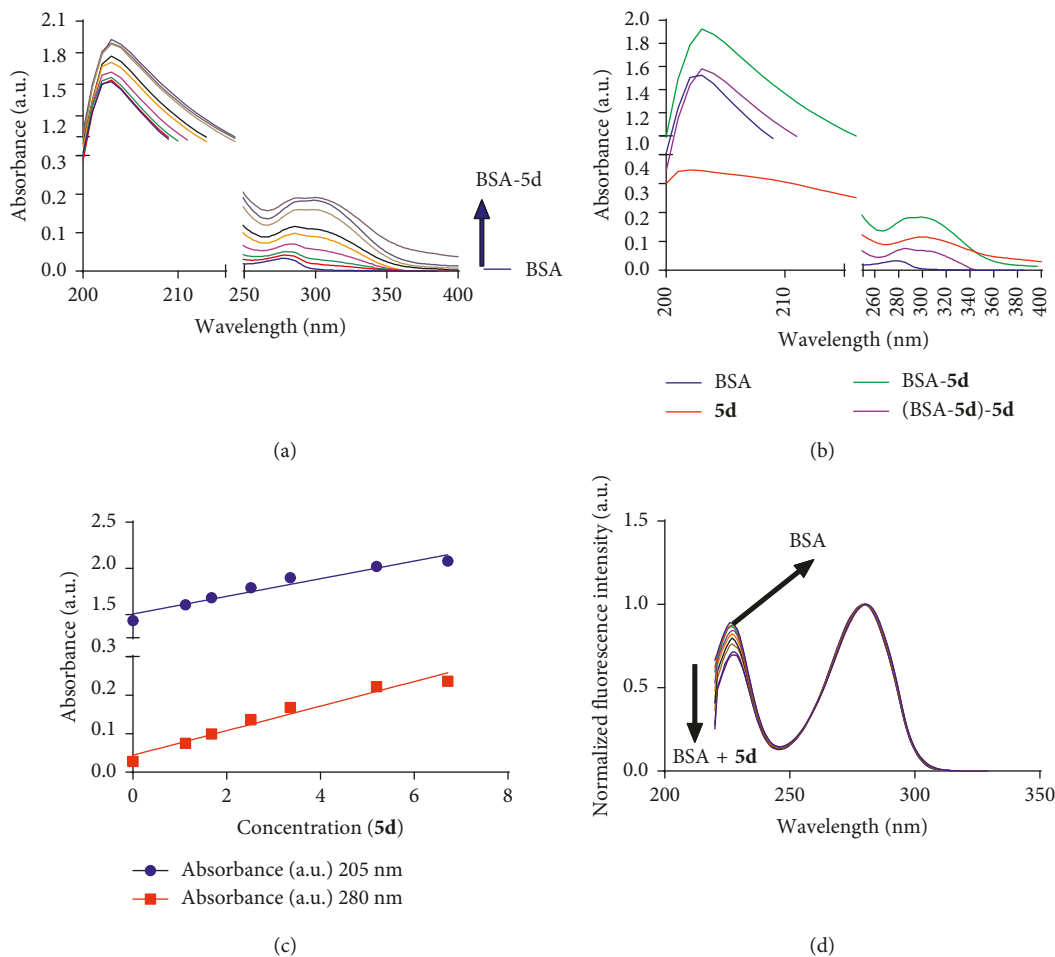 2.1
1.8
1.5
1.2
0.3
0.2
0.1
0.0
Absorbance (a.u.)
200 210 250 300 350 400
Wavelength (nm)
BSA-5d
BSA
(a)
2.0
1.8
1.6
1.4
1.2
1.0
0.4
0.3
0.2
0.1
0.0
Absorbance (a.u.)
200 210 260 280 300 320 340 360 380 400
Wavelength (nm)
BSA BSA-5d
5d (BSA-5d)-5d
(b)
2.5
2.0
1.5
0.3
0.2
0.1
0.0
Absorbance (a.u.)
0 2 4 6 8
Concentration (5d)
Absorbance (a.u.) 205 nm
Absorbance (a.u.) 280 nm
(c)
1.5
1.0
0.5
0.0
Normalized fluorescence intensity (a.u.)
BSA
BSA + 5d
200 250 300 350
Wavelength (nm)
(d)